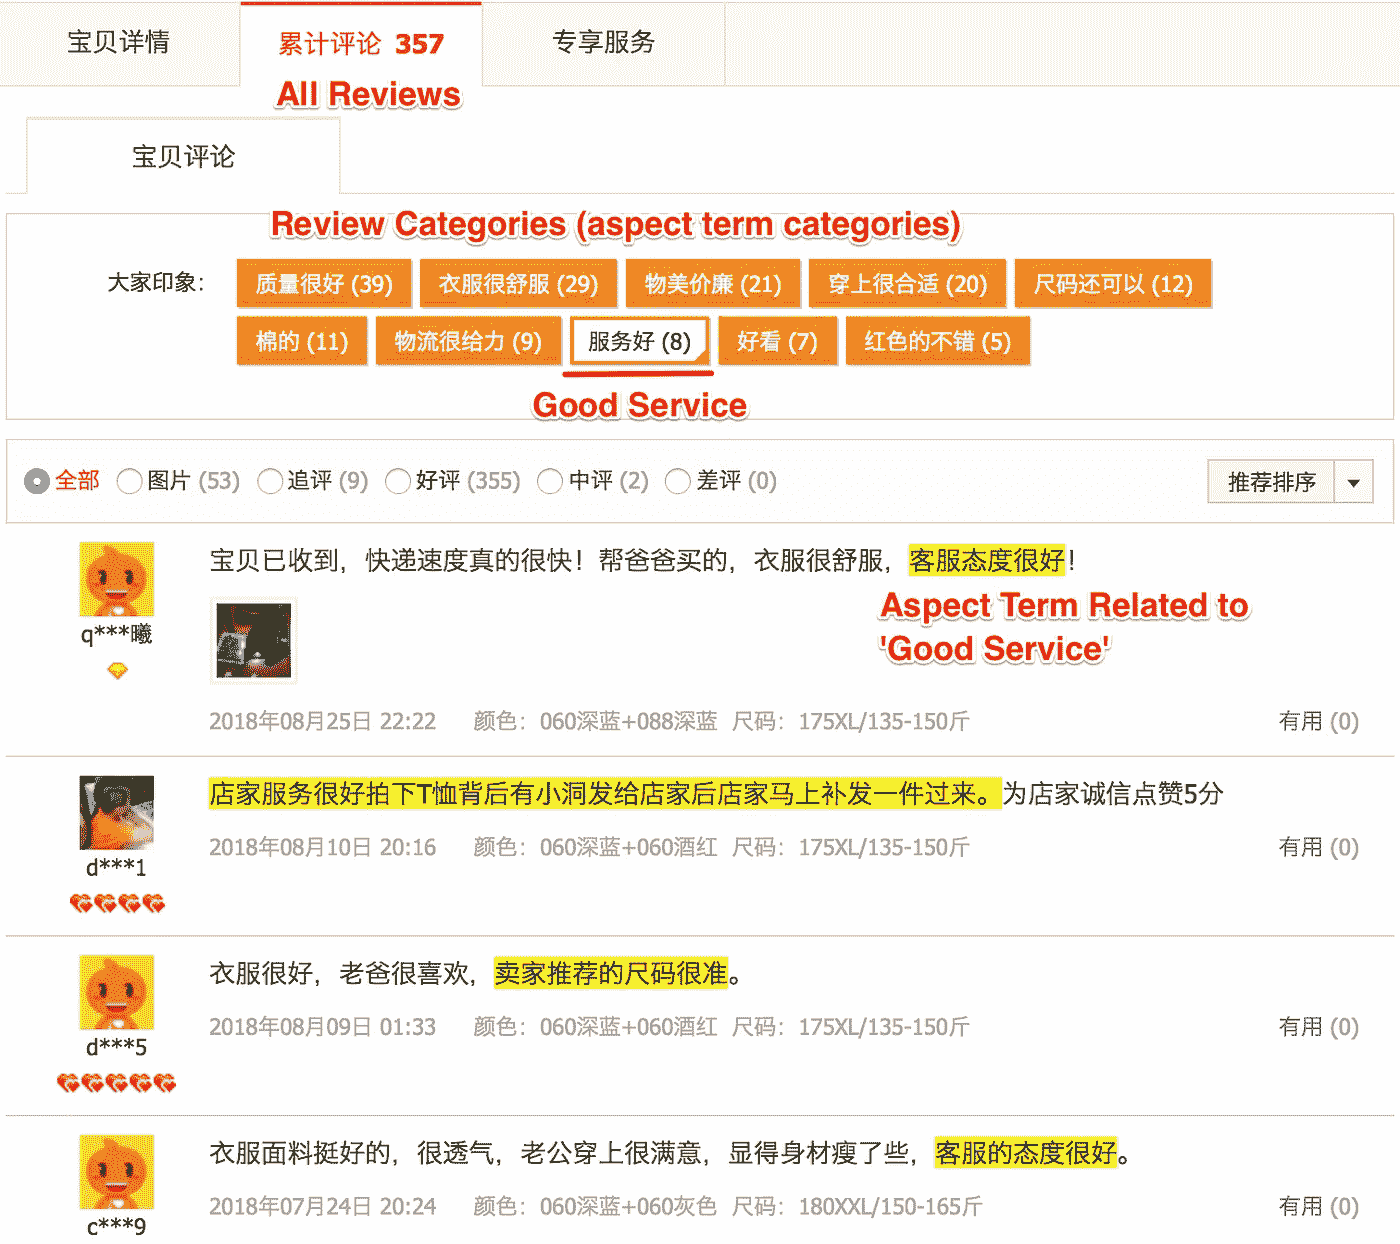 宝贝详情 累计评论 357 专享服务
All Reviews
宝贝评论
Review Categories (aspect term categories)
大家印象： 质量很好 (39) 衣服很舒服 (29) 物美价廉 (21) 穿上很合适 (20) 尺码还可以 (12)
棉的 (11) 物流很给力 (9) 服务好 (8) 好看 (7) 红色的不错 (5)
Good Service
全部 图片 (53) 追评 (9) 好评 (355) 中评 (2) 差评 (0) 推荐排序
宝贝已收到，快递速度真的很快！帮爸爸买的，衣服很舒服，客服态度很好！
Aspect Term Related to
'Good Service'
q***曦
2018年08月25日 22:22 颜色：060深蓝+088深蓝 尺码：175XL/135-150斤 有用 (0)
店家服务很好拍下T恤背后有小洞发给店家后店家马上补发一件过来。为店家诚信点赞5分
2018年08月10日 20:16 颜色：060深蓝+060酒红 尺码：175XL/135-150斤 有用 (0)
d***1
衣服很好，老爸很喜欢，卖家推荐的尺码很准。
2018年08月09日 01:33 颜色：060深蓝+060酒红 尺码：175XL/135-150斤 有用 (0)
d***5
衣服面料挺好的，很透气，老公穿上很满意，显得身材瘦了些，客服的态度很好。
2018年07月24日 20:24 颜色：060深蓝+060灰色 尺码：180XXL/150-165斤 有用 (0)
c***9